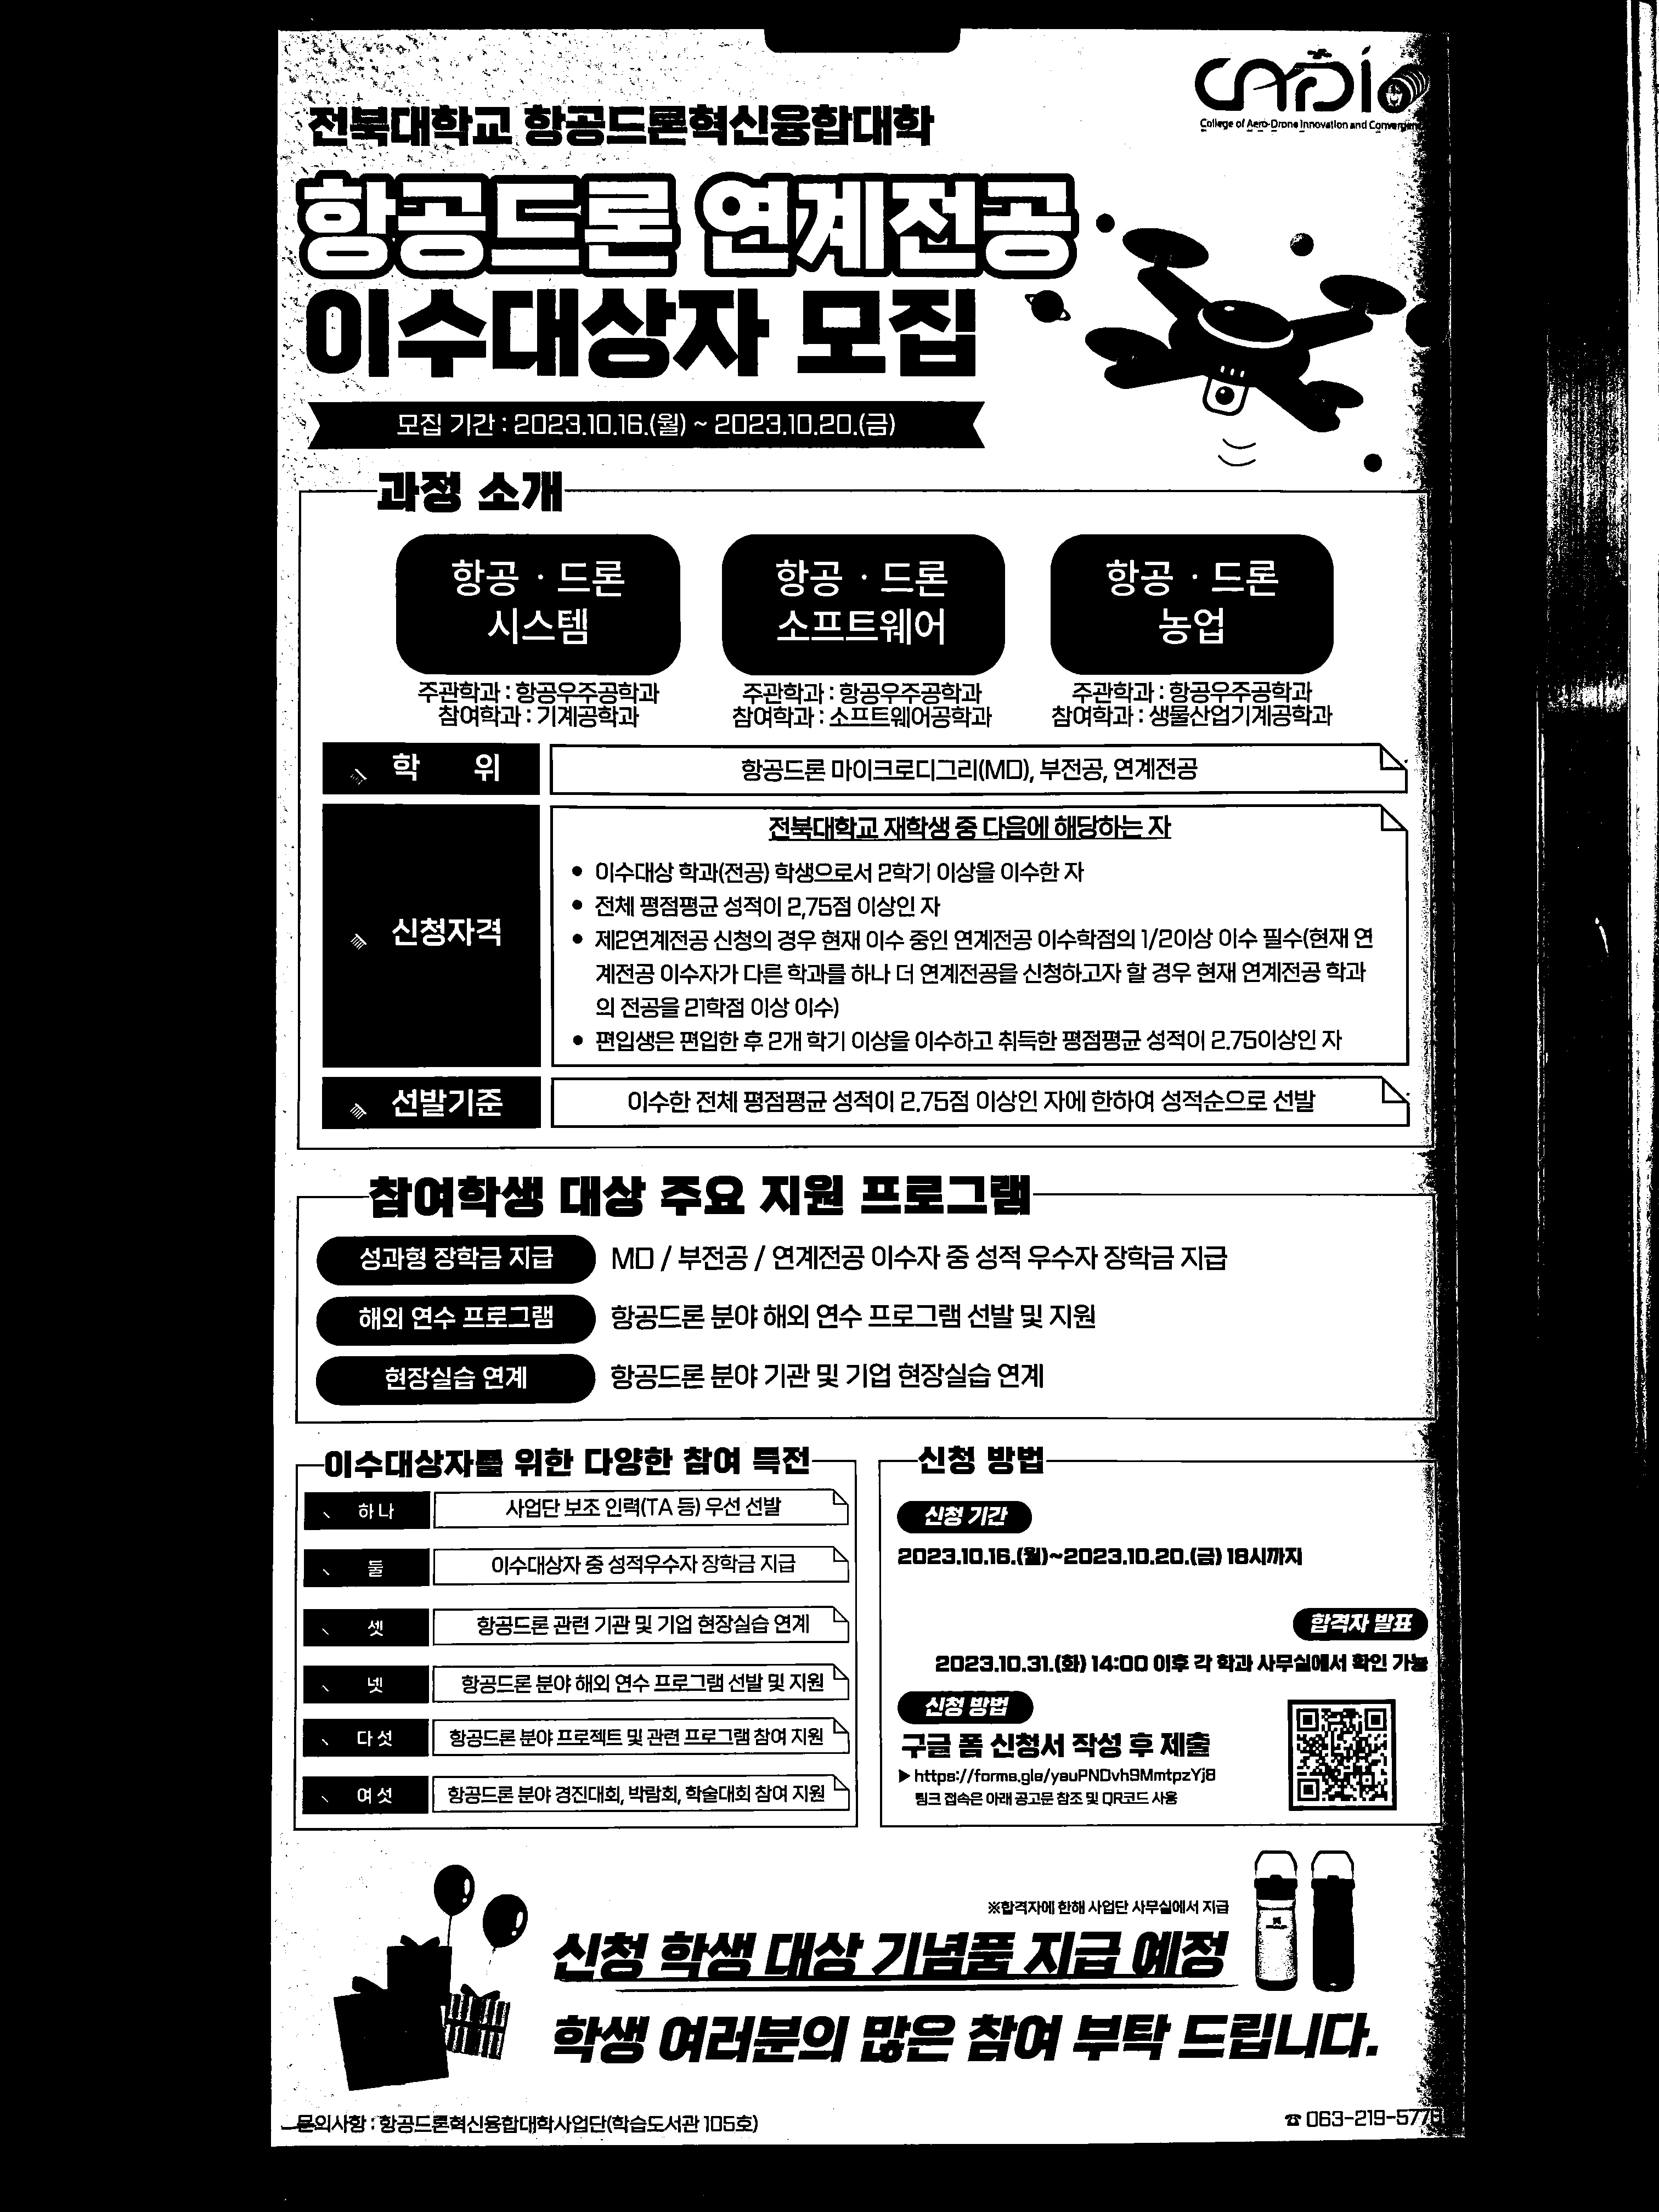 College of Aero-Drone Innovation and
전북대학교 항공드론혁신융합대학
항공드론 연계전공
이수대상자 모집
모집 기간 : 2023.10.16.(월) ~ 2023.10.20.(금)
과정 소개
항공 · 드론
시스템
주관학과 : 항공우주공학과
참여학과 : 기계공학과
항공 · 드론
소프트웨어
주관학과 : 항공우주공학과
참여학과 : 소프트웨어공학과
항공 · 드론
농업
주관학과 : 항공우주공학과
참여학과 : 생물산업기계공학과
학 위
항공드론 마이크로디그리(MD), 부전공, 연계전공
신청자격
전북대학교 재학생 중 다음에 해당하는 자
• 이수대상 학과(전공) 학생으로서 2학기 이상을 이수한 자
• 전체 평점평균 성적이 2,75점 이상인 자
• 제2연계전공 신청의 경우 현재 이수 중인 연계전공 이수학점의 1/2이상 이수 필수(현재 연
계전공 이수자가 다른 학과를 하나 더 연계전공을 신청하고자 할 경우 현재 연계전공 학과
의 전공을 21학점 이상 이수)
• 편입생은 편입한 후 2개 학기 이상을 이수하고 취득한 평점평균 성적이 2.75이상인 자
선발기준
이수한 전체 평점평균 성적이 2.75점 이상인 자에 한하여 성적순으로 선발
참여학생 대상 주요 지원 프로그램
성과형 장학금 지급 MD / 부전공 / 연계전공 이수자 중 성적 우수자 장학금 지급
해외 연수 프로그램 항공드론 분야 해외 연수 프로그램 선발 및 지원
현장실습 연계 항공드론 분야 기관 및 기업 현장실습 연계
이수대상자를 위한 다양한 참여 특전
하나 사업단 보조 인력(TA 등) 우선 선발
둘 이수대상자 중 성적우수자 장학금 지급
셋 항공드론 관련 기관 및 기업 현장실습 연계
넷 항공드론 분야 해외 연수 프로그램 선발 및 지원
다섯 항공드론 분야 프로젝트 및 관련 프로그램 참여 지원
여섯 항공드론 분야 경진대회, 박람회, 학술대회 참여 지원
신청 방법
신청 기간
2023.10.16.(월)~2023.10.20.(금) 18시까지
합격자 발표
2023.10.31.(화) 14:00 이후 각 학과 사무실에서 확인 가능
신청 방법
구글 폼 신청서 작성 후 제출
▶ 링크 접속은 아래 공고문 참조 및 QR코드 사용
※합격자에 한해 사업단 사무실에서 지급
신청 학생 대상 기념품 지급 예정
학생 여러분의 많은 참여 부탁 드립니다.
문의사항 : 항공드론혁신융합대학사업단(학습도서관 105호)
☎ 063-219-